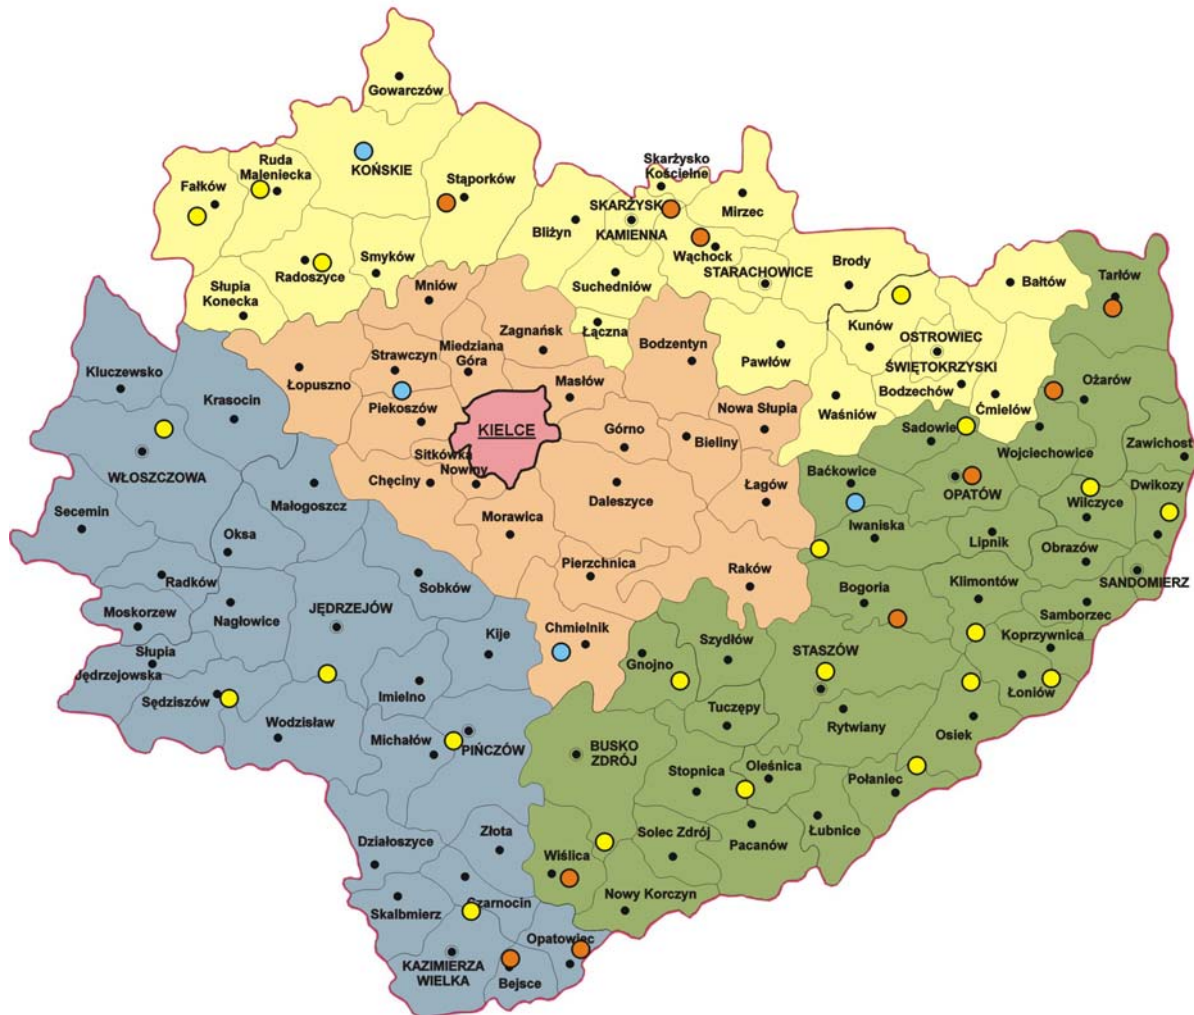 Gowarczów
KOŃSKIE
Ruda
Maleniecka
Fałków
Stąporków
Skarżysko
Kościelne
SKARŻYSK
KAMIENNA
Mirzec
Bliżyn
Wąchock
STARACHOWICE
Radoszyce
Smyków
Słupia
Konecka
Suchedniów
Brody
Bałtów
Tarłów
Mniów
Zagnańsk
Łączna
Bodzentyn
Pawłów
Kunów
OSTROWIEC
ŚWIĘTOKRZYSKI
Bodzechów
Strawczyn
Miedziana
Góra
Łopuszno
Kluczewsko
Krasocin
Masłów
Piekoszów
KIELCE
Nowa Słupia
Waśniów
Ćmielów
Ożarów
Górno
Bieliny
Sadowie
Wojciechowice
Zawichost
WŁOSZCZOWA
Sitkówka
Nowiny
Chęciny
Daleszyce
Łagów
Baćkowice
OPATÓW
Wilczyce
Dwikozy
Małogoszcz
Secemin
Oksa
Morawica
Iwaniska
Lipnik
Obrazów
Radków
Sobków
Pierzchnica
Raków
Bogoria
Klimontów
SANDOMIERZ
Moskorzew
Nagłowice
JĘDRZEJÓW
Samborzec
Kije
Chmielnik
Koprzywnica
Słupia
Jędrzejowska
Szydłów
Gnojno
STASZÓW
Sędziszów
Imielno
Łoniów
Wodzisław
Tuczępy
Rytwiany
Osiek
Michałów
PIŃCZÓW
BUSKO
ZDRÓJ
Stopnica
Oleśnica
Połaniec
Działoszyce
Złota
Solec Zdrój
Pacanów
Łubnice
Wiślica
Skalbmierz
Czarnocin
Nowy Korczyn
Opatowiec
KAZIMIERZA
WIELKA
Bejsce